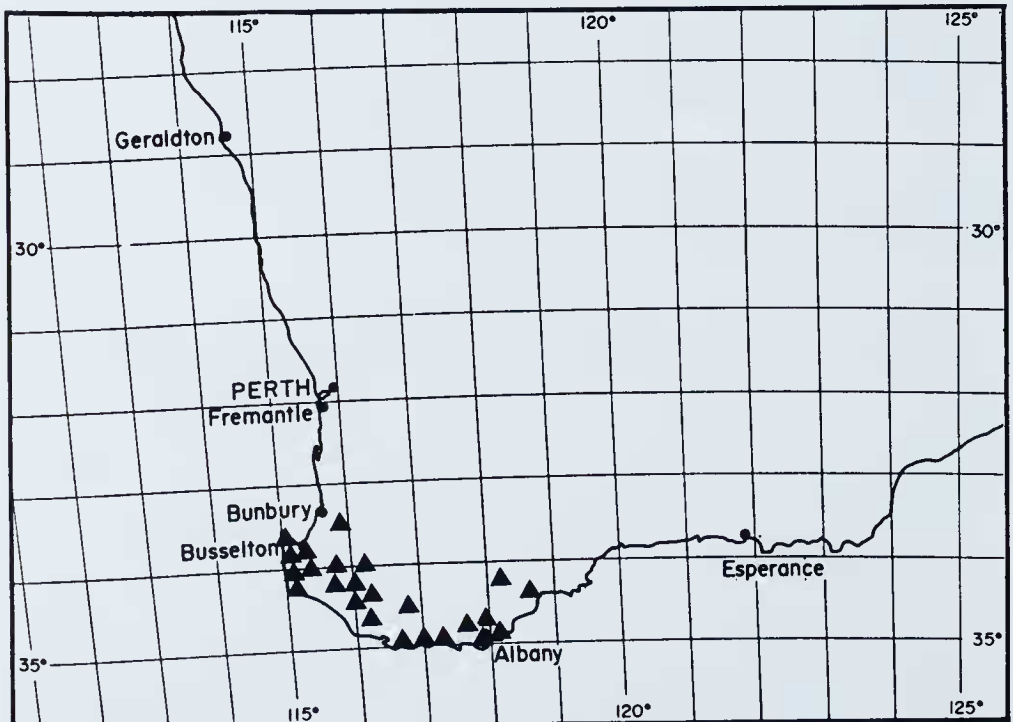 115° 120° 125°
Geraldton
30° 30°
PERTH
Fremantle
Bunbury
Busselton
Esperance
Albany
35° 35°
115° 120° 125°